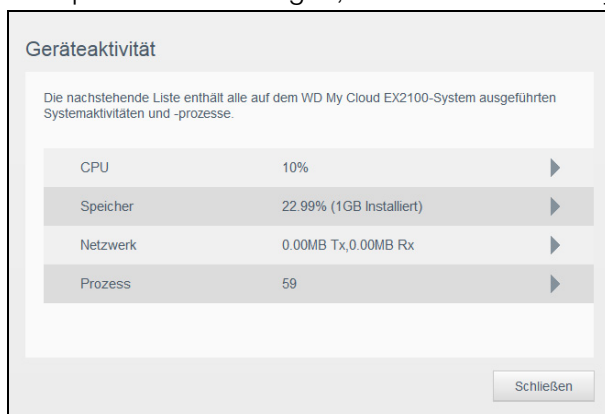 Geräteaktivität
Die nachstehende Liste enthält alle auf dem WD My Cloud EX2100-System ausgeführten
Systemaktivitäten und -prozesse.
CPU 10%
Speicher 22.99% (1GB Installiert)
Netzwerk 0.00MB Tx,0.00MB Rx
Prozess 59
Schließen